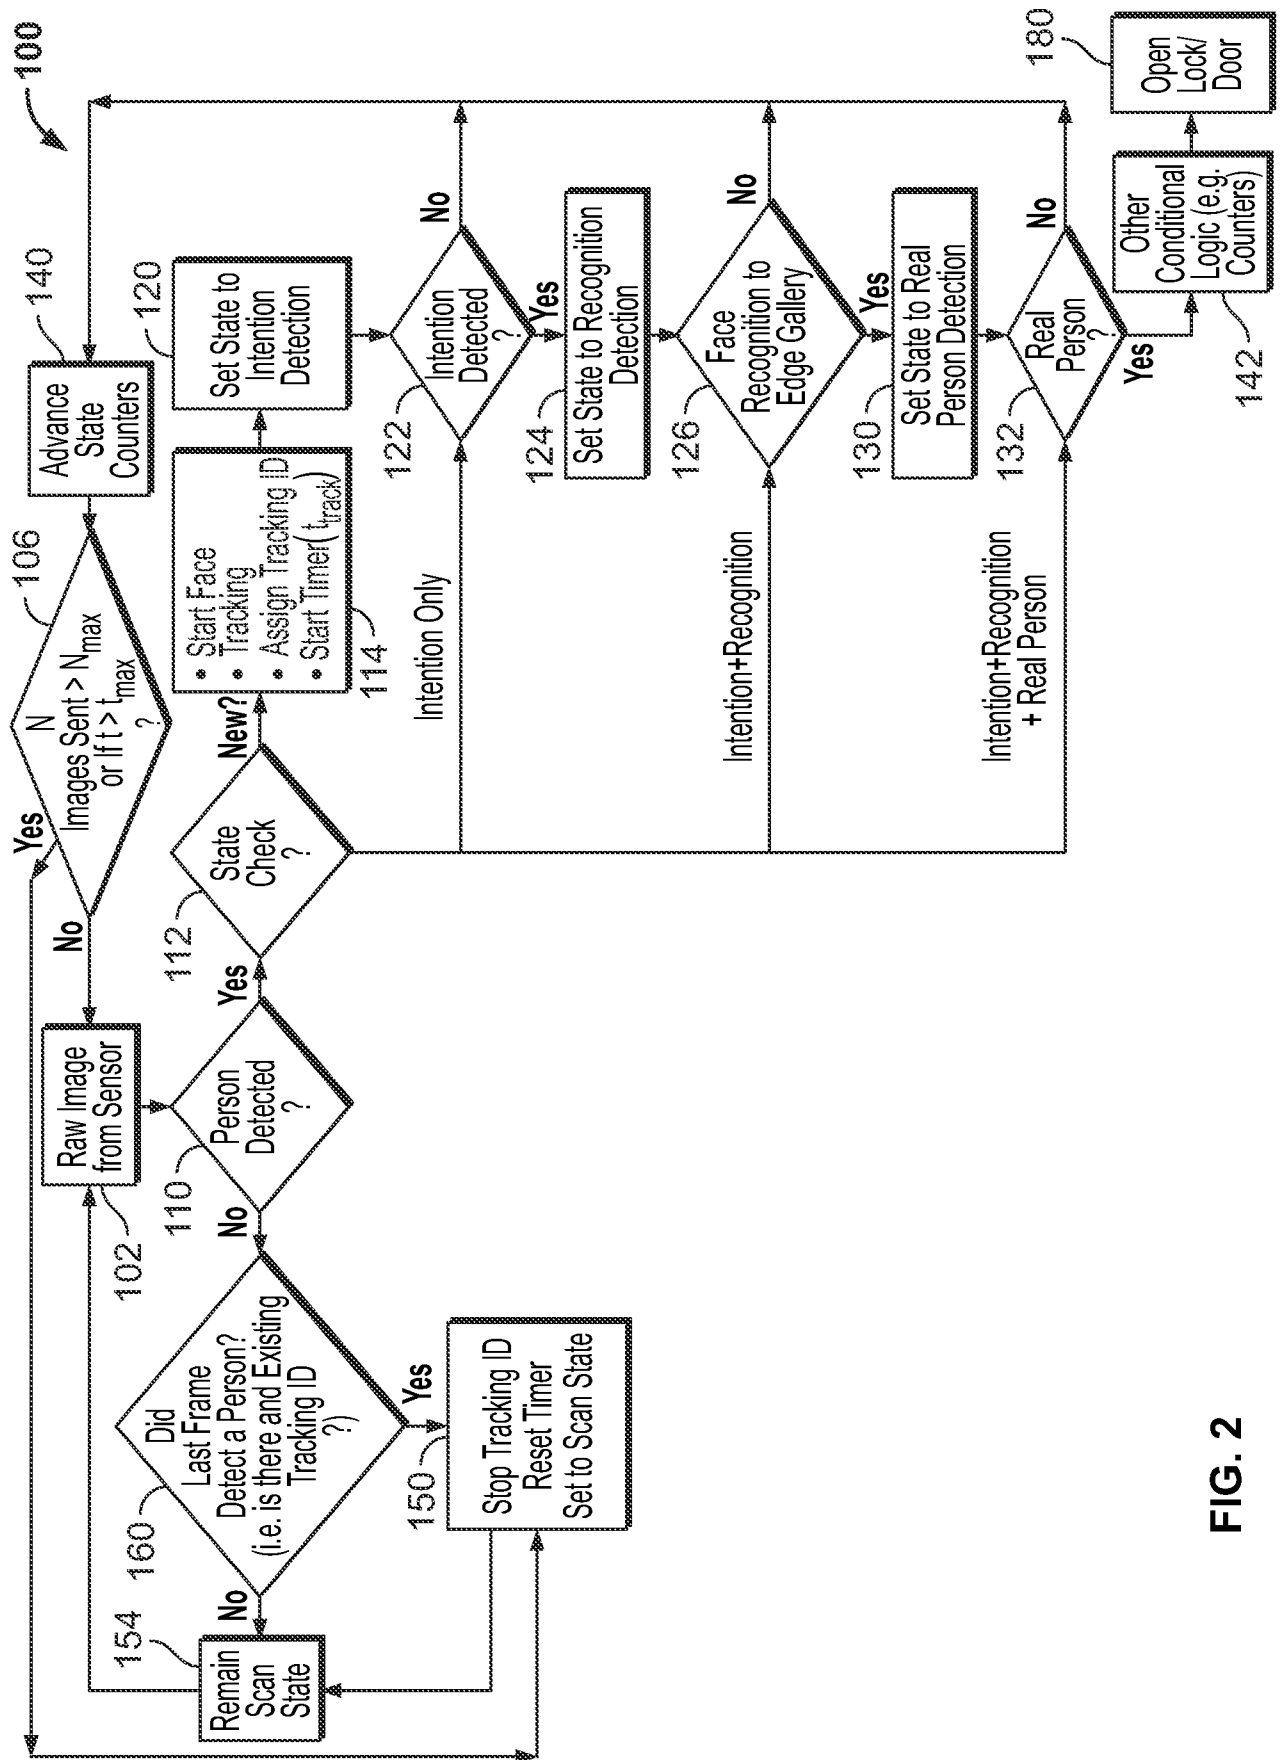 100
Raw Image
from Sensor
102
No
Yes
N
Images Sent > Nmax
or If t > tmax
?
106
Advance
State
Counters
140
Remain
Scan
State
154
No
Did
Last Frame
Detect a Person?
(i.e. is there and Existing
Tracking ID
?)
160
No
Person
Detected
?
110
Yes
State
Check
?
112
New?
• Start Face
• Tracking
• Assign Tracking ID
• Start Timer(ttrack)
114
Set State to
Intention
Detection
120
Yes
Stop Tracking ID
Reset Timer
Set to Scan State
150
Intention Only
Intention
Detected
?
122
No
Yes
Set State to Recognition
Detection
124
Intention+Recognition
Face
Recognition to
Edge Gallery
126
No
Yes
Set State to Real
Person Detection
130
Intention+Recognition
+ Real Person
Real
Person
?
132
No
Yes
Other
Conditional
Logic (e.g.
Counters)
142
Open
Lock/
Door
180
FIG. 2